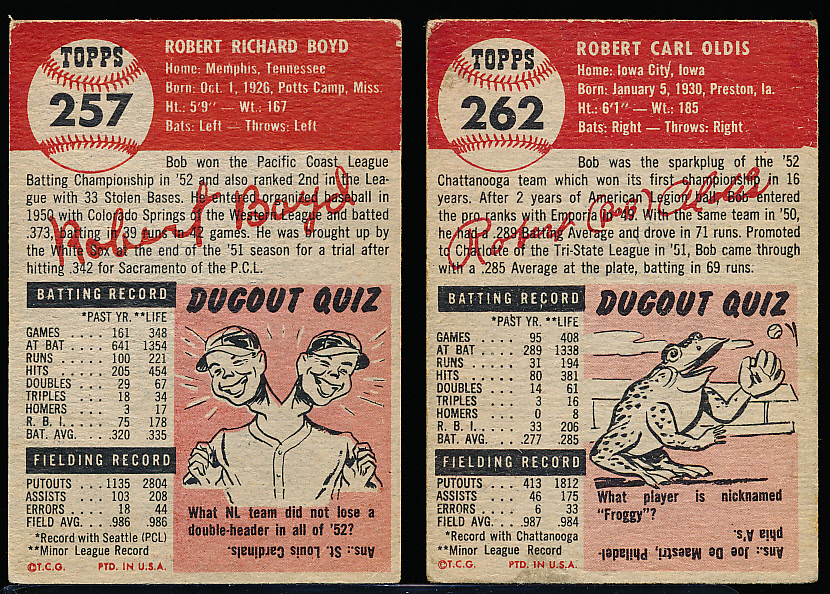 TOPPS
257
ROBERT RICHARD BOYD
Home: Memphis, Tennessee
Born: Oct. 1, 1926, Potts Camp, Miss.
Ht.: 5'9" — Wt.: 167
Bats: Left - Throws: Left
Bob won the Pacific Coast League
Batting Championship in '52 and also ranked 2nd in the Lea-
gue with 33 Stolen Bases. He entered organized baseball in
1950 with Colorado Springs of the Western League and batted
.373, batting in 39 runs in 42 games. He was brought up by
the White Sox at the end of the '51 season for a trial after
hitting .342 for Sacramento of the P.C.L.
Robert Boyd
BATTING RECORD
*PAST YR. **LIFE
GAMES .... 161 348
AT BAT .... 641 1354
RUNS .... 100 221
HITS .... 205 454
DOUBLES .. 29 67
TRIPLES ... 18 34
HOMERS ... 3 17
R. B. I. .... 75 178
BAT. AVG. .. .320 .335
FIELDING RECORD
PUTOUTS .. 1135 2804
ASSISTS ... 103 208
ERRORS ... 18 44
FIELD AVG. .. .986 .986
*Record with Seattle (PCL)
**Minor League Record
©T.C.G. PTD. IN U.S.A.
DUGOUT QUIZ
What NL team did not lose a
double-header in all of '52?
Ans.: St. Louis Cardinals.
TOPPS
262
ROBERT CARL OLDIS
Home: Iowa City, Iowa
Born: January 5, 1930, Preston, Ia.
Ht.: 6'1" — Wt.: 185
Bats: Right - Throws: Right
Bob was the sparkplug of the '52
Chattanooga team which won its first championship in 16
years. After 2 years of American Legion ball, Bob entered
the pro ranks with Emporia in '49. With the same team in '50,
he had a .289 Batting Average and drove in 71 runs. Promoted
to Charlotte of the Tri-State League in '51, Bob came through
with a .285 Average at the plate, batting in 69 runs.
Robert (Bob) Oldis
BATTING RECORD
*PAST YR. **LIFE
GAMES .... 95 408
AT BAT .... 289 1338
RUNS .... 31 194
HITS .... 80 381
DOUBLES .. 14 61
TRIPLES ... 3 16
HOMERS ... 0 8
R. B. I. .... 33 206
BAT. AVG. .. .277 .285
FIELDING RECORD
PUTOUTS .. 413 1812
ASSISTS ... 46 175
ERRORS ... 6 33
FIELD AVG. .. .987 .984
*Record with Chattanooga
**Minor League Record
©T.C.G. PTD. IN U.S.A.
DUGOUT QUIZ
What player is nicknamed
"Froggy"?
Ans.: Joe De Maestri, Philadel-
phia A's.